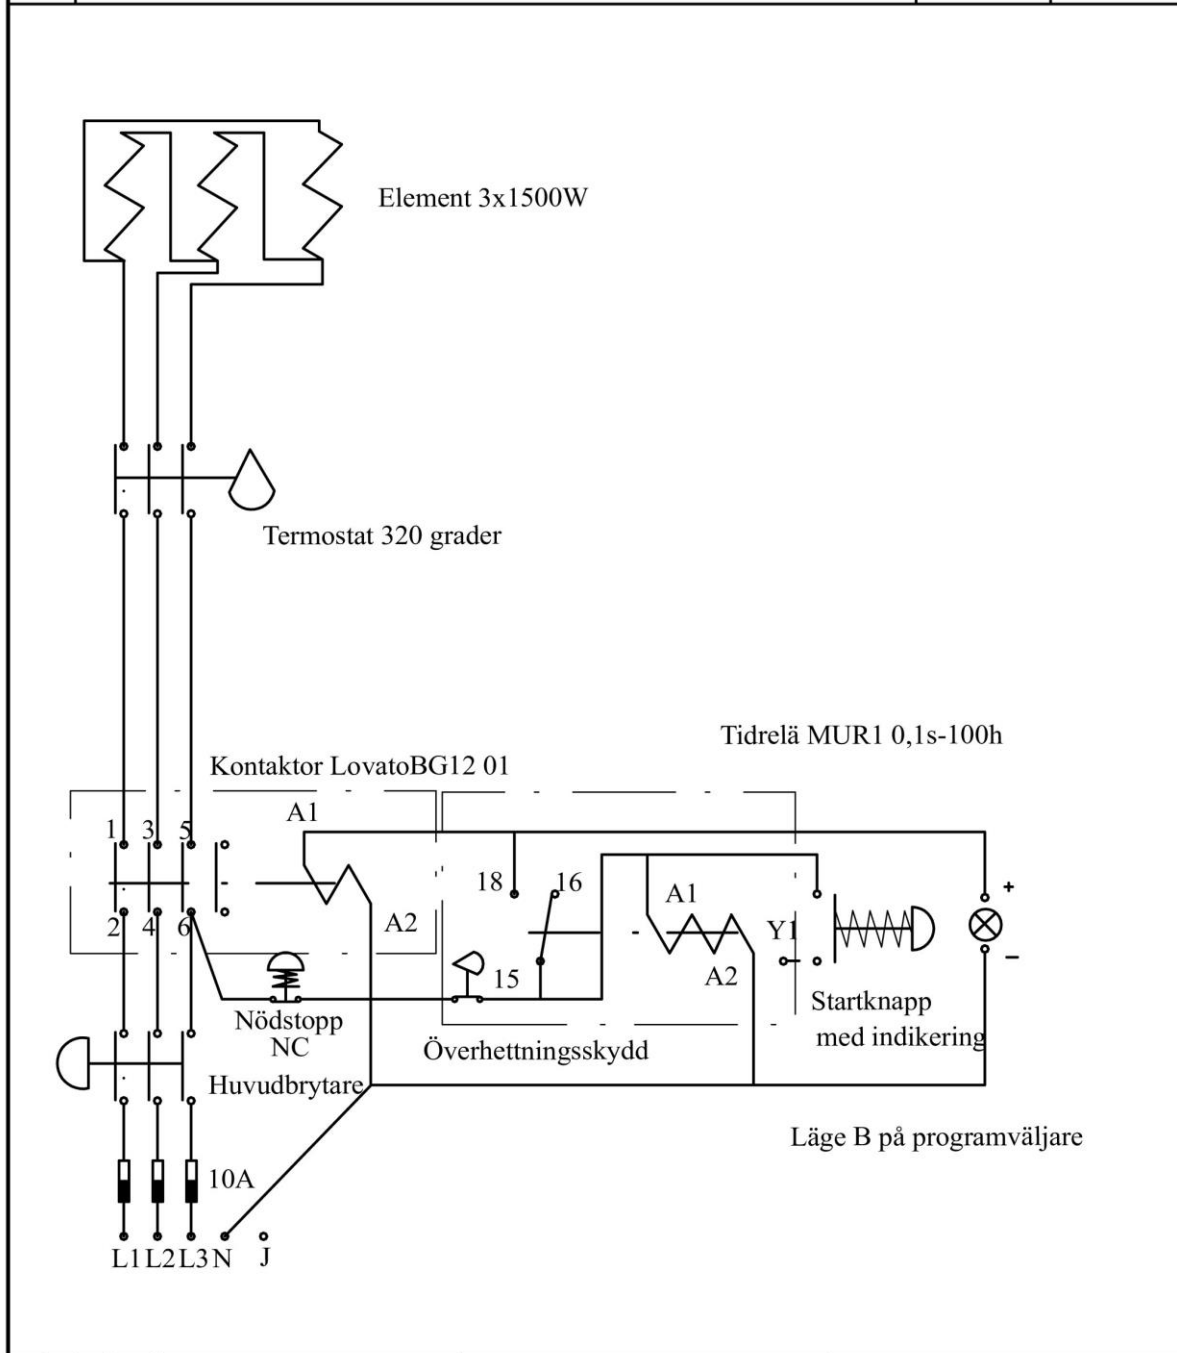 Element 3x1500W
Termostat 320 grader
Tidrelä MUR1 0,1s-100h
Kontaktor LovatoBG12 01
A1
1 3 5
18 16
A1
+
2 4 6
A2
Y1
A2
15
–
Startknapp
med indikering
Nödstopp
NC
Överhettningsskydd
Huvudbrytare
Läge B på programväljare
10A
L1 L2 L3 N J